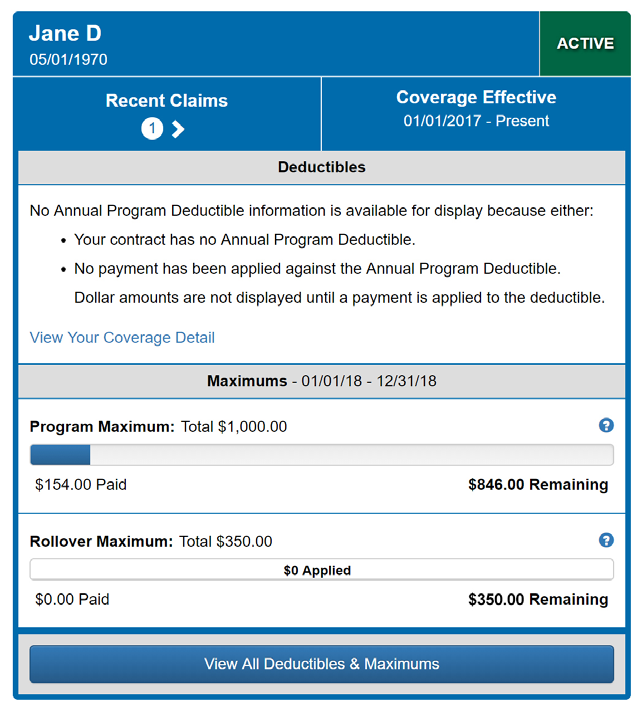 Jane D
05/01/1970
ACTIVE
Recent Claims
1
Coverage Effective
01/01/2017 - Present
Deductibles
No Annual Program Deductible information is available for display because either:
• Your contract has no Annual Program Deductible.
• No payment has been applied against the Annual Program Deductible.
Dollar amounts are not displayed until a payment is applied to the deductible.
View Your Coverage Detail
Maximums - 01/01/18 - 12/31/18
Program Maximum: Total $1,000.00 ?
$154.00 Paid $846.00 Remaining
Rollover Maximum: Total $350.00 ?
$0 Applied
$0.00 Paid $350.00 Remaining
View All Deductibles & Maximums